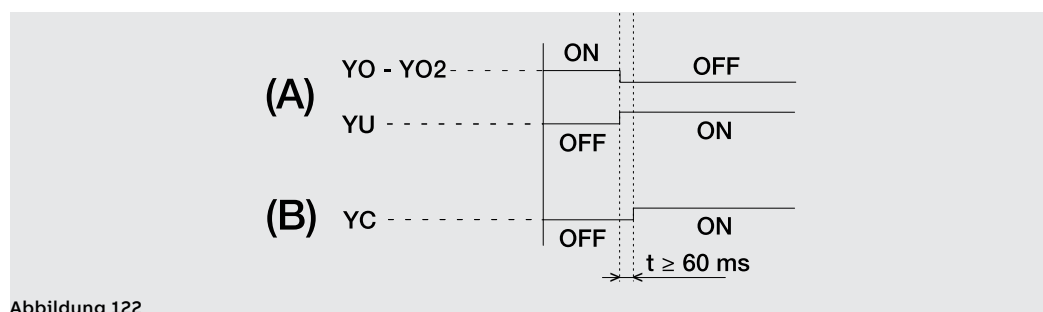 ON
YO - YO2
OFF
(A)
YU
OFF
ON
(B)
YC
OFF
ON
t ≥ 60 ms
Abbildung 122